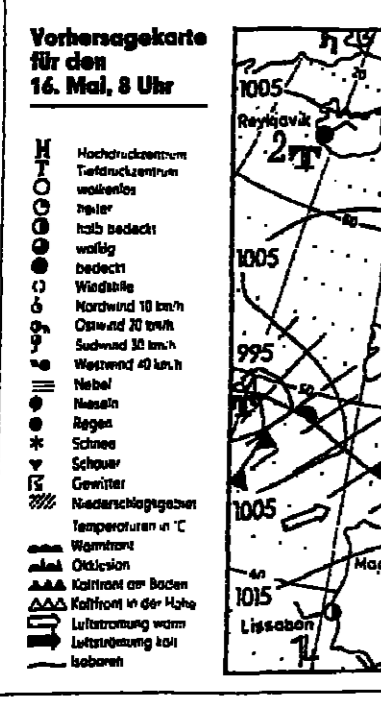 Vorhersagekarte
für den
16. Mai, 8 Uhr
H Hochdruckzentrum
T Tiefdruckzentrum
wolkenlos
heiter
halb bedeckt
wolkig
bedeckt
Windstille
Nordwind 10 km/h
Ostwind 20 km/h
Südwind 30 km/h
Westwind 40 km/h
Nebel
Nieseln
Regen
Schnee
Schauer
Gewitter
Niederschlagsgebiet
Temperaturen in °C
Warmfront
Okklusion
Kaltfront am Boden
Kaltfront in der Höhe
Luftströmung warm
Luftströmung kalt
Isobaren
1005
Reykjavik
2 T
1005
995
50
T
1005
40
1015
Lissabon